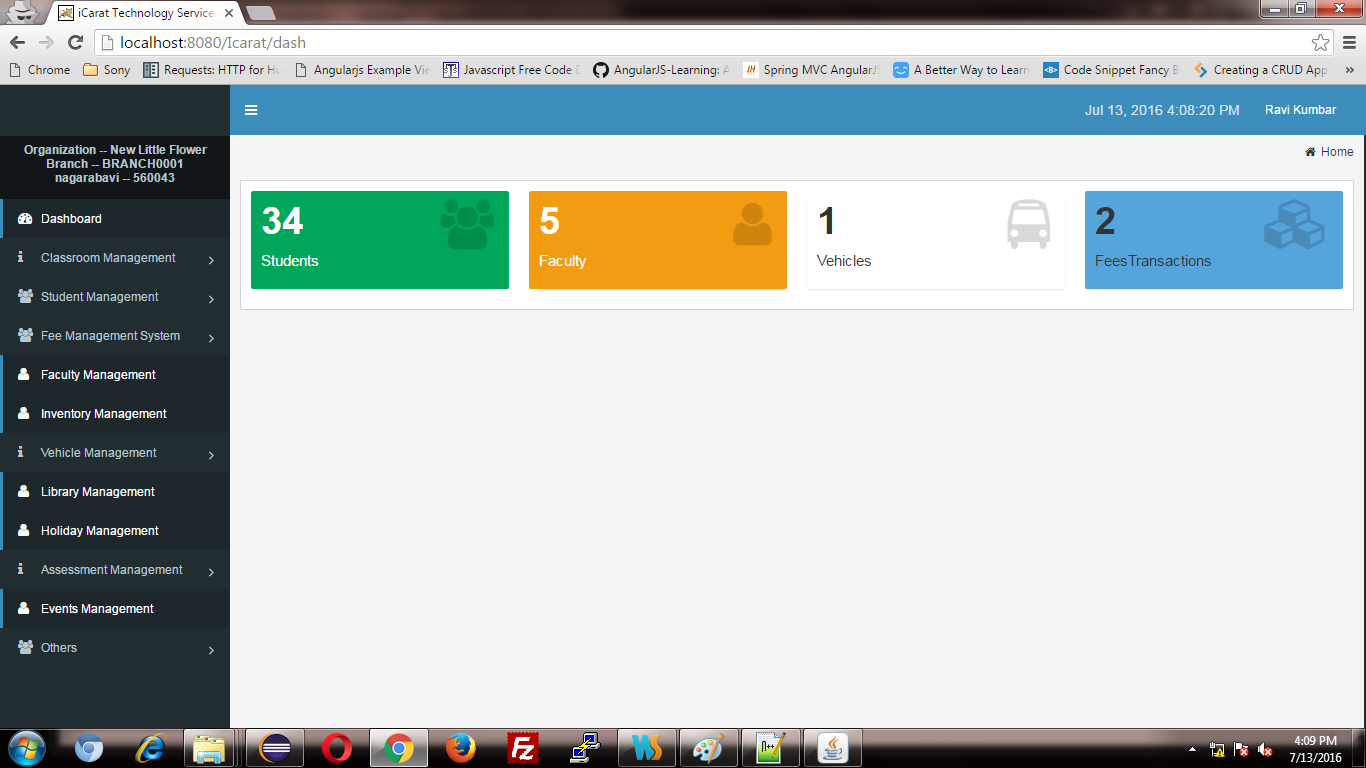 iCarat Technology Service
localhost:8080/Icarat/dash
Chrome
Sony
Requests: HTTP for Hu
Angularjs Example Vie
Javascript Free Code D
AngularJS-Learning: A
Spring MVC AngularJS
A Better Way to Learn
Code Snippet Fancy B
Creating a CRUD App
»
Jul 13, 2016 4:08:20 PM
Ravi Kumbar
Organization -- New Little Flower
Branch -- BRANCH0001
nagarabavi -- 560043
Home
Dashboard
Classroom Management
Student Management
Fee Management System
Faculty Management
Inventory Management
Vehicle Management
Library Management
Holiday Management
Assessment Management
Events Management
Others
34
Students
5
Faculty
1
Vehicles
2
FeesTransactions
4:09 PM
7/13/2016